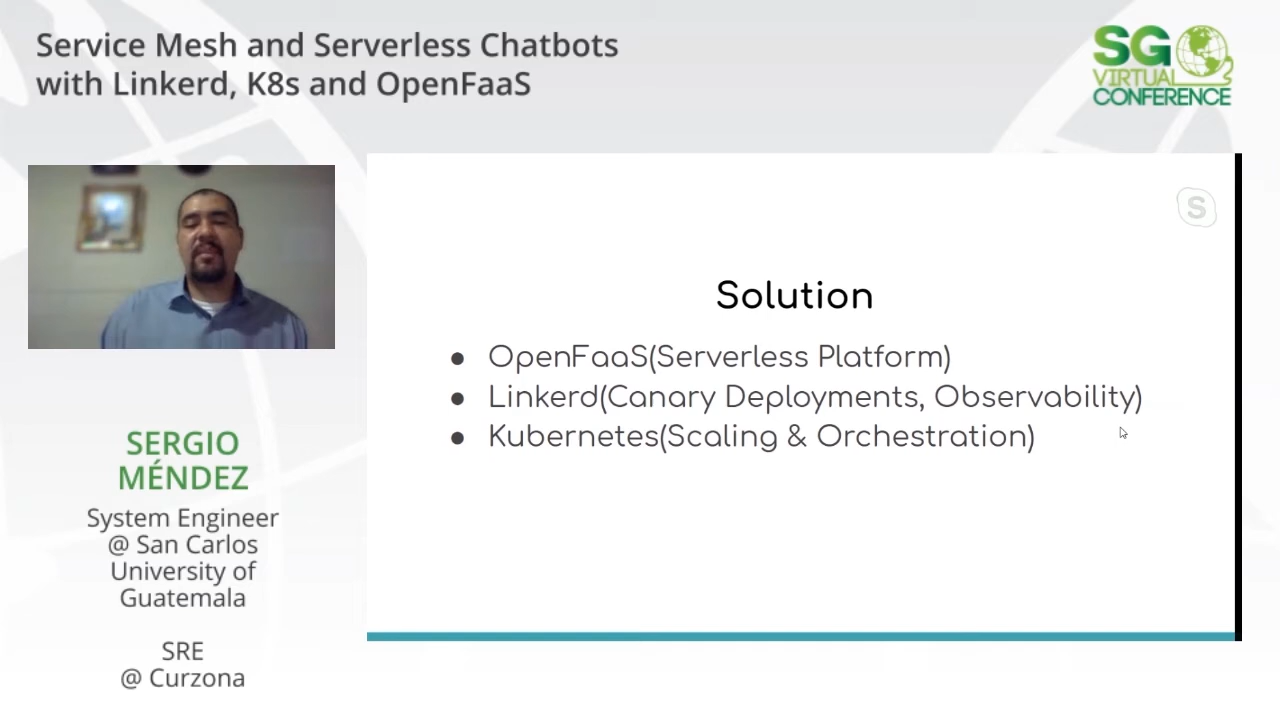 Service Mesh and Serverless Chatbots
with Linkerd, K8s and OpenFaaS
SG
VIRTUAL
CONFERENCE
S
Solution
● OpenFaaS(Serverless Platform)
● Linkerd(Canary Deployments, Observability)
● Kubernetes(Scaling & Orchestration)
SERGIO
MÉNDEZ
System Engineer
@ San Carlos
University of
Guatemala
SRE
@ Curzona